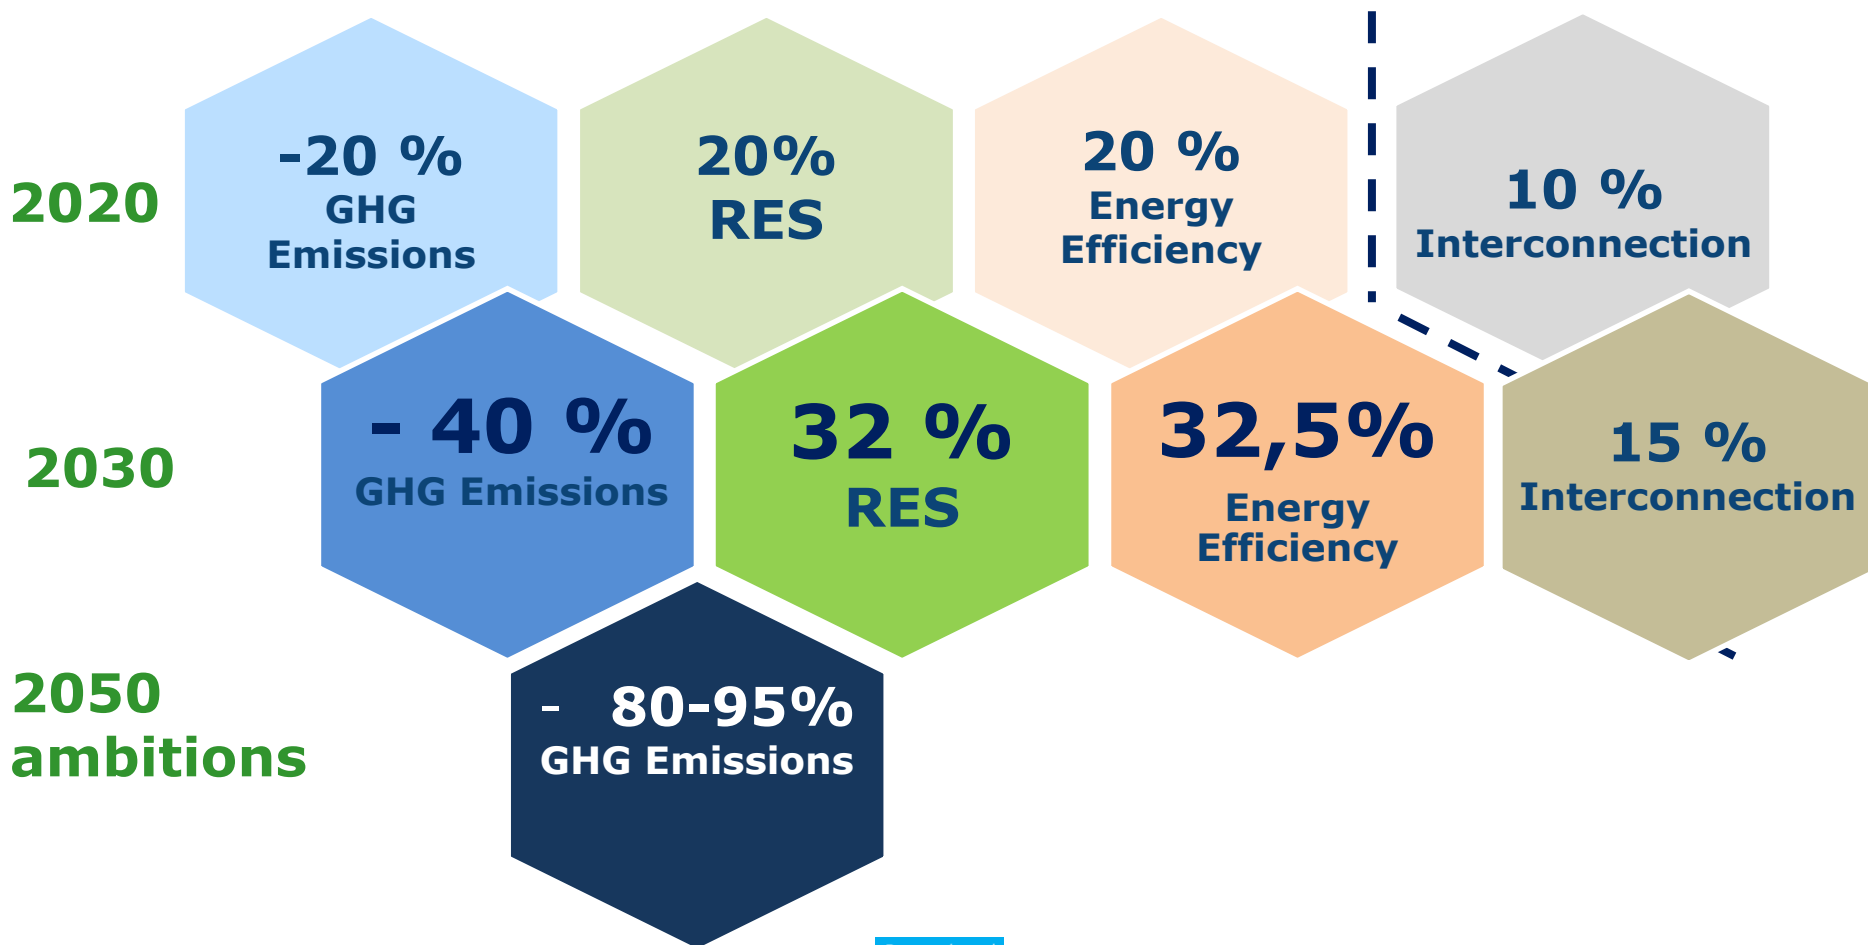 2020
-20 %
GHG
Emissions
20%
RES
20 %
Energy
Efficiency
10 %
Interconnection
2030
- 40 %
GHG Emissions
32 %
RES
32,5%
Energy
Efficiency
15 %
Interconnection
2050
ambitions
- 80-95%
GHG Emissions